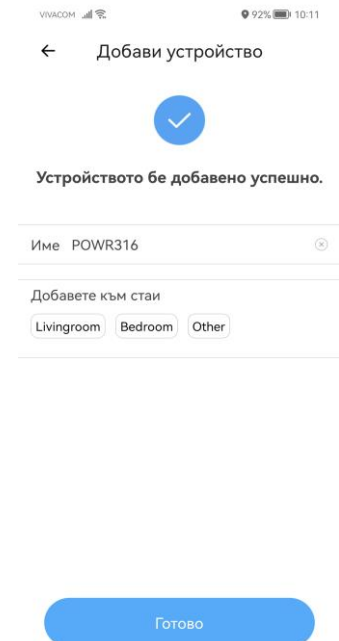 VIVACOM 92% 10:11
Добави устройство
Устройството бе добавено успешно.
Име POWR316
Добавете към стаи
Livingroom Bedroom Other
Готово